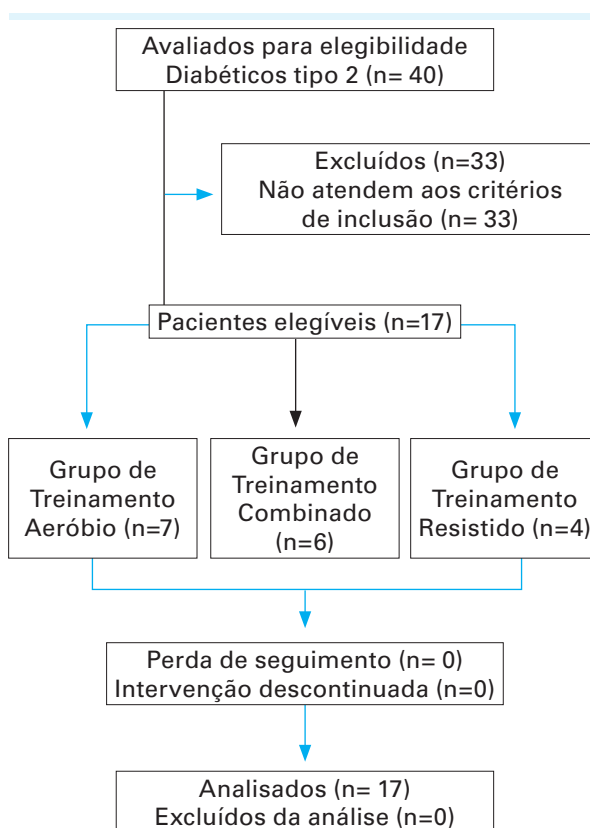 Avaliados para elegibilidade
Diabéticos tipo 2 (n= 40)
Excluídos (n=33)
Não atendem aos critérios
de inclusão (n= 33)
Pacientes elegíveis (n=17)
Grupo de
Treinamento
Aeróbio (n=7)
Grupo de
Treinamento
Combinado
(n=6)
Grupo de
Treinamento
Resistido (n=4)
Perda de seguimento (n= 0)
Intervenção descontinuada (n=0)
Analisados (n= 17)
Excluídos da análise (n=0)